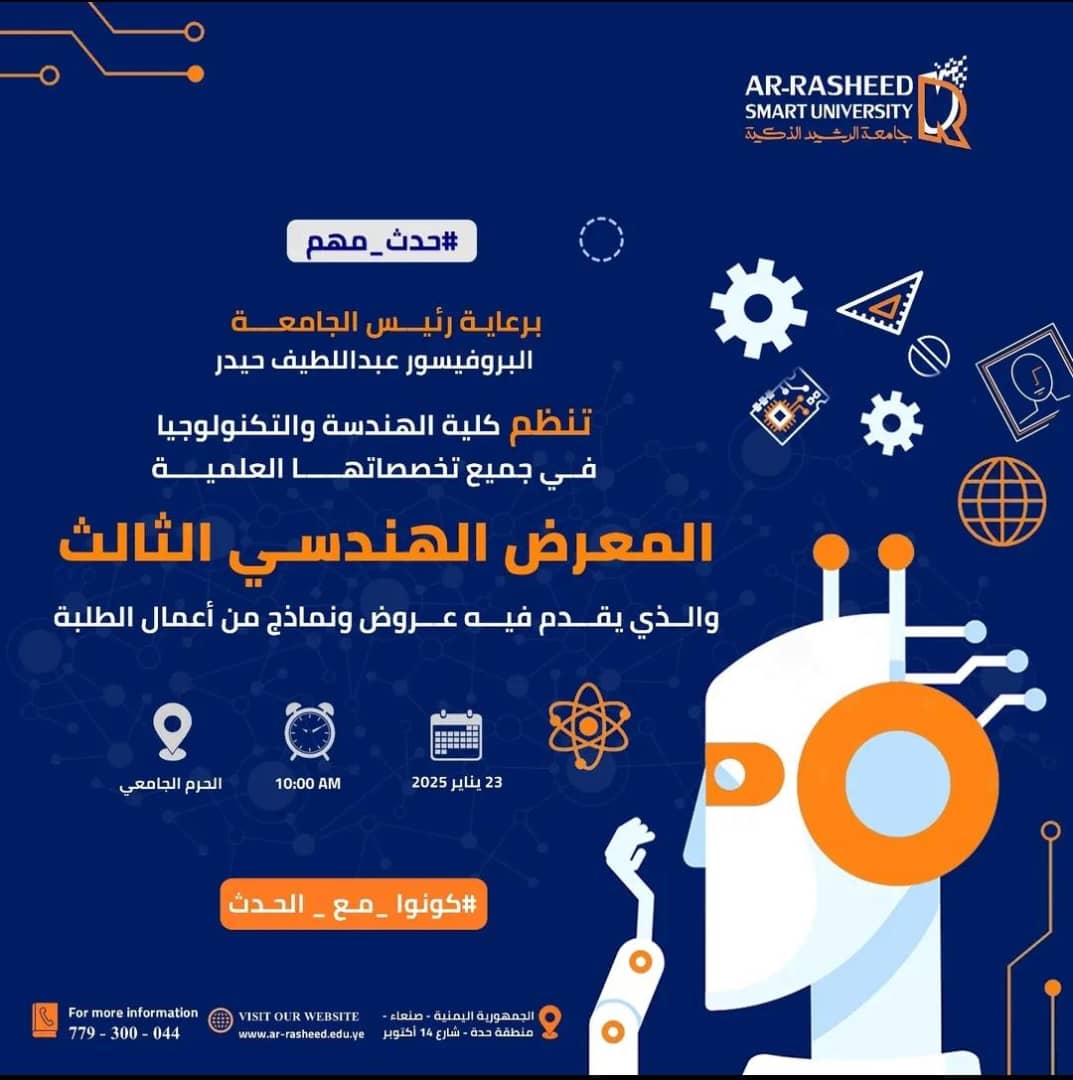 AR-RASHEED
SMART UNIVERSITY
جامعة الرشيد الذكية
#حدث_مهم
برعاية رئيس الجامعة
البروفيسور عبداللطيف حيدر
تنظم كلية الهندسة والتكنولوجيا
في جميع تخصصاتها العلمية
المعرض الهندسي الثالث
والذي يقدم فيه عروض ونماذج من أعمال الطلبة
23 يناير 2025
10:00 AM
الحرم الجامعي
#كونوا _مع _ الحدث
For more information
779 - 300 - 044
VISIT OUR WEBSITE
www.ar-rasheed.edu.ye
الجمهورية اليمنية - صنعاء -
منطقة حدة - شارع 14 أكتوبر